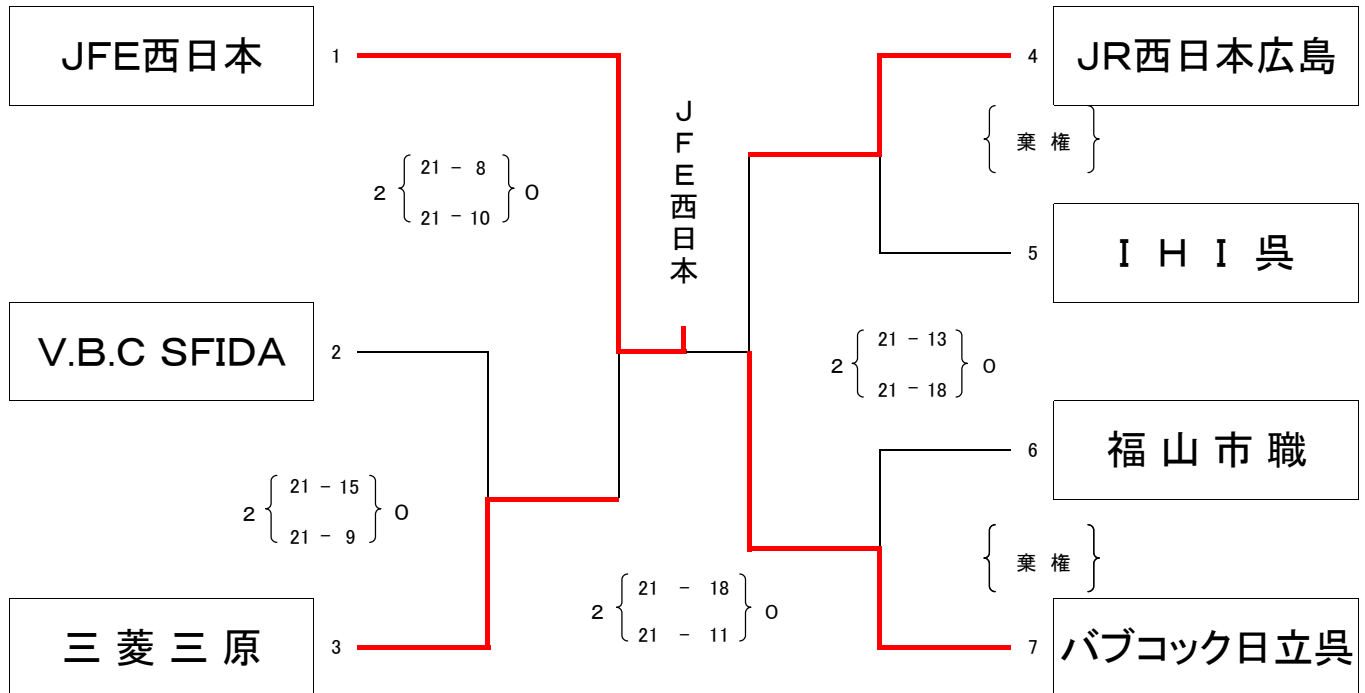 JFE西日本
1
4
JR西日本広島
JFE西日本
{ 棄 権 }
2 { 21 - 8 } 0
21 - 10
5
I H I 呉
V.B.C SFIDA
2
2 { 21 - 13 } 0
21 - 18
6
福 山 市 職
2 { 21 - 15 } 0
21 - 9
{ 棄 権 }
2 { 21 - 18 } 0
21 - 11
三 菱 三 原
3
7
バブコック日立呉